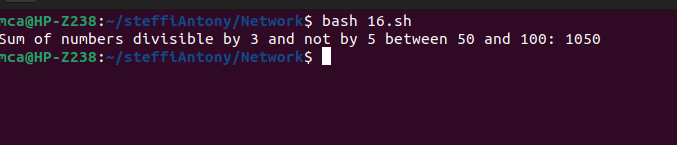 mca@HP-Z238:~/steffiAntony/Network$ bash 16.sh
Sum of numbers divisible by 3 and not by 5 between 50 and 100: 1050
mca@HP-Z238:~/steffiAntony/Network$